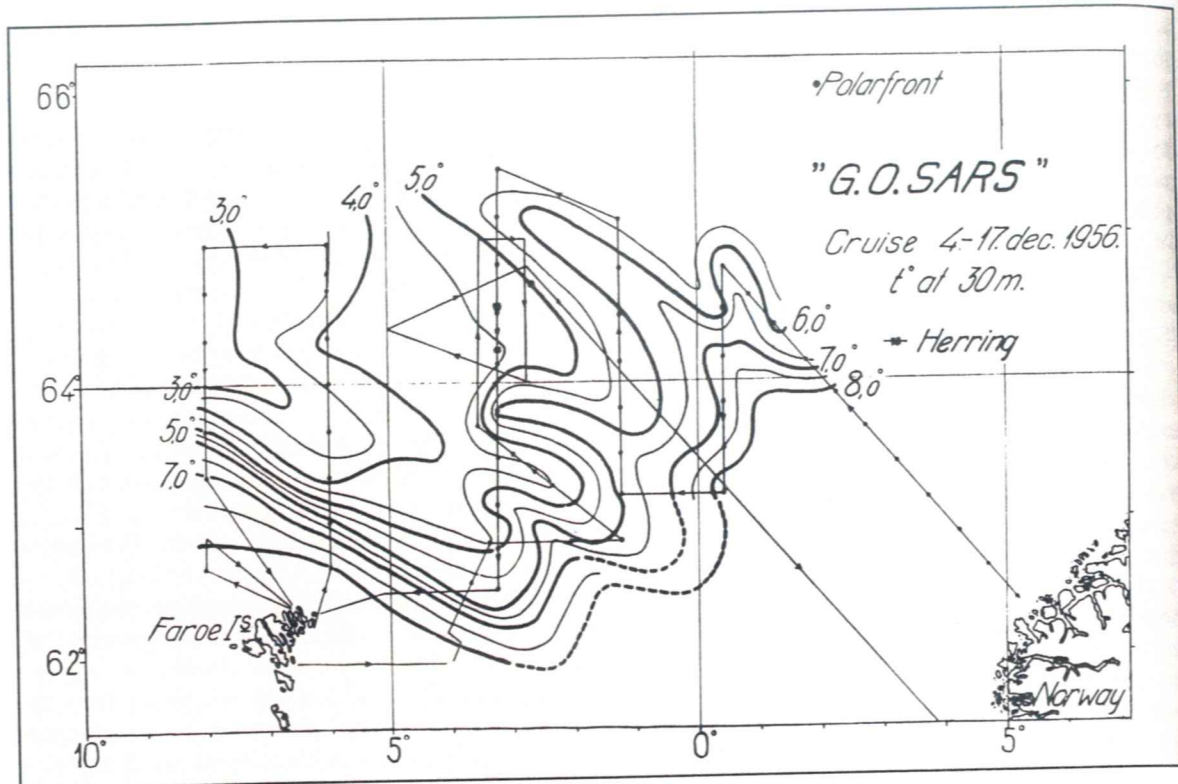 66°
•Polarfront
"G.O.SARS"
Cruise 4.-17. dec. 1956.
t° at 30 m.
Herring
3,0°
4,0°
5,0°
6,0°
7,0°
8,0°
64°
3,0°
5,0°
7,0°
Faroe Is
62°
Norway
10°
5°
0°
5°